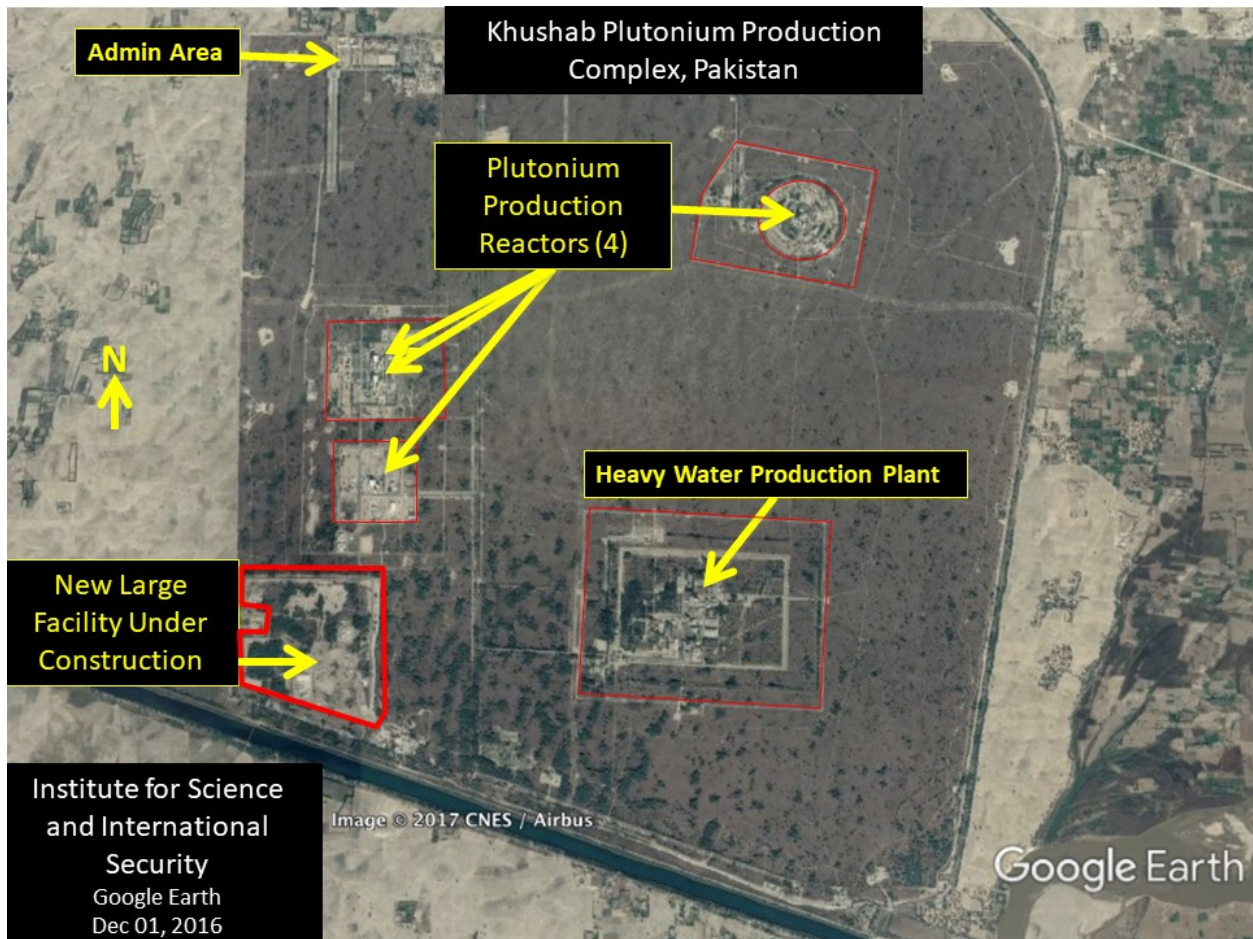 Admin Area
Khushab Plutonium Production
Complex, Pakistan
Plutonium
Production
Reactors (4)
N
Heavy Water Production Plant
New Large
Facility Under
Construction
Institute for Science
and International
Security
Google Earth
Dec 01, 2016
Image © 2017 CNES / Airbus
Google Earth